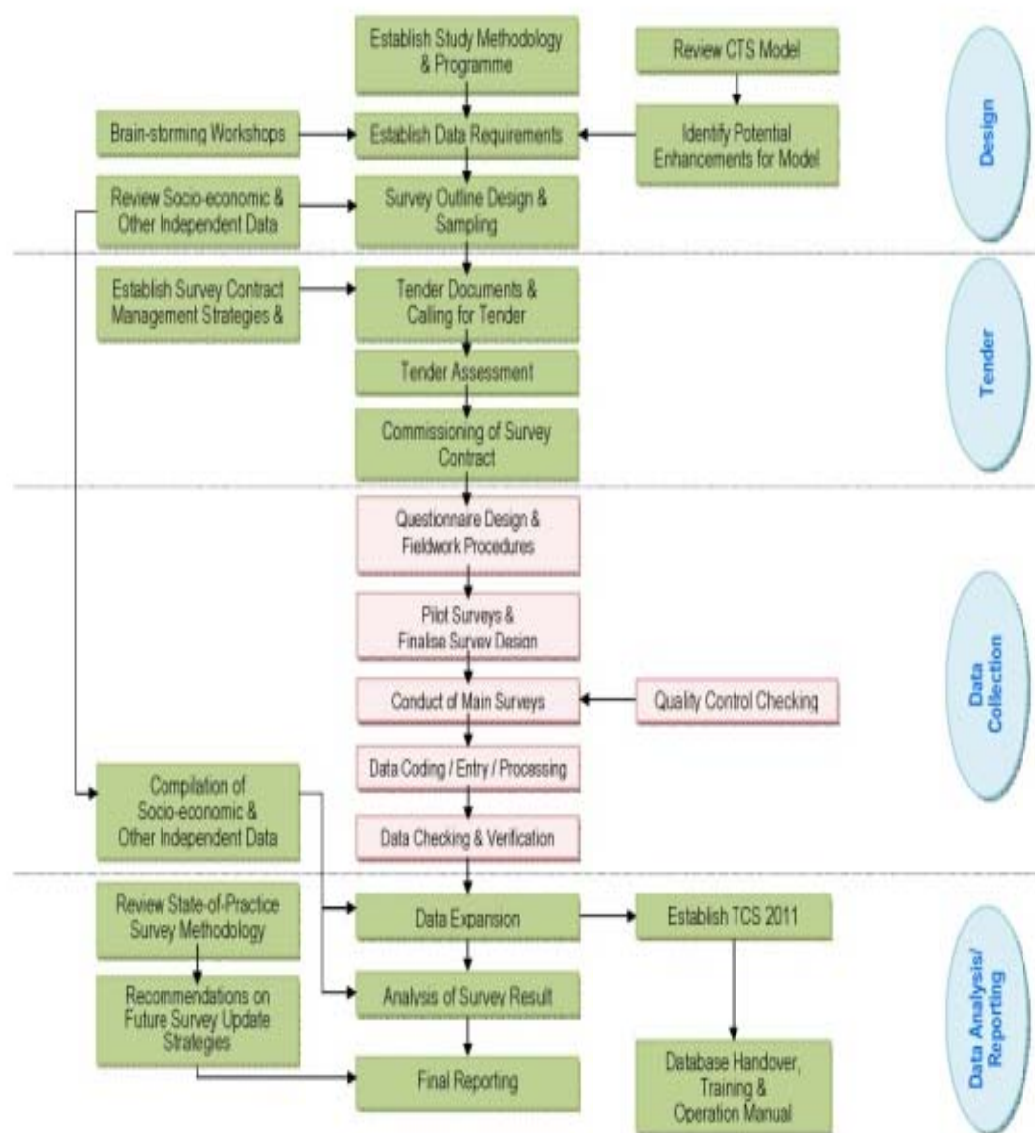 Establish Study Methodology
& Programme
Review CTS Model
Brain-storming Workshops
Establish Data Requirements
Identify Potential
Enhancements for Model
Design
Review Socio-economic &
Other Independent Data
Survey Outline Design &
Sampling
Establish Survey Contract
Management Strategies &
Tender Documents &
Calling for Tender
Tender
Tender Assessment
Commissioning of Survey
Contract
Questionnaire Design &
Fieldwork Procedures
Pilot Surveys &
Finalise Survey Design
Data
Collection
Conduct of Main Surveys
Quality Control Checking
Data Coding / Entry / Processing
Compilation of
Socio-economic &
Other Independent Data
Data Checking & Verification
Review State-of-Practice
Survey Methodology
Data Expansion
Establish TCS 2011
Recommendations on
Future Survey Update
Strategies
Analysis of Survey Result
Data Analysis/
Reporting
Final Reporting
Database Handover,
Training &
Operation Manual